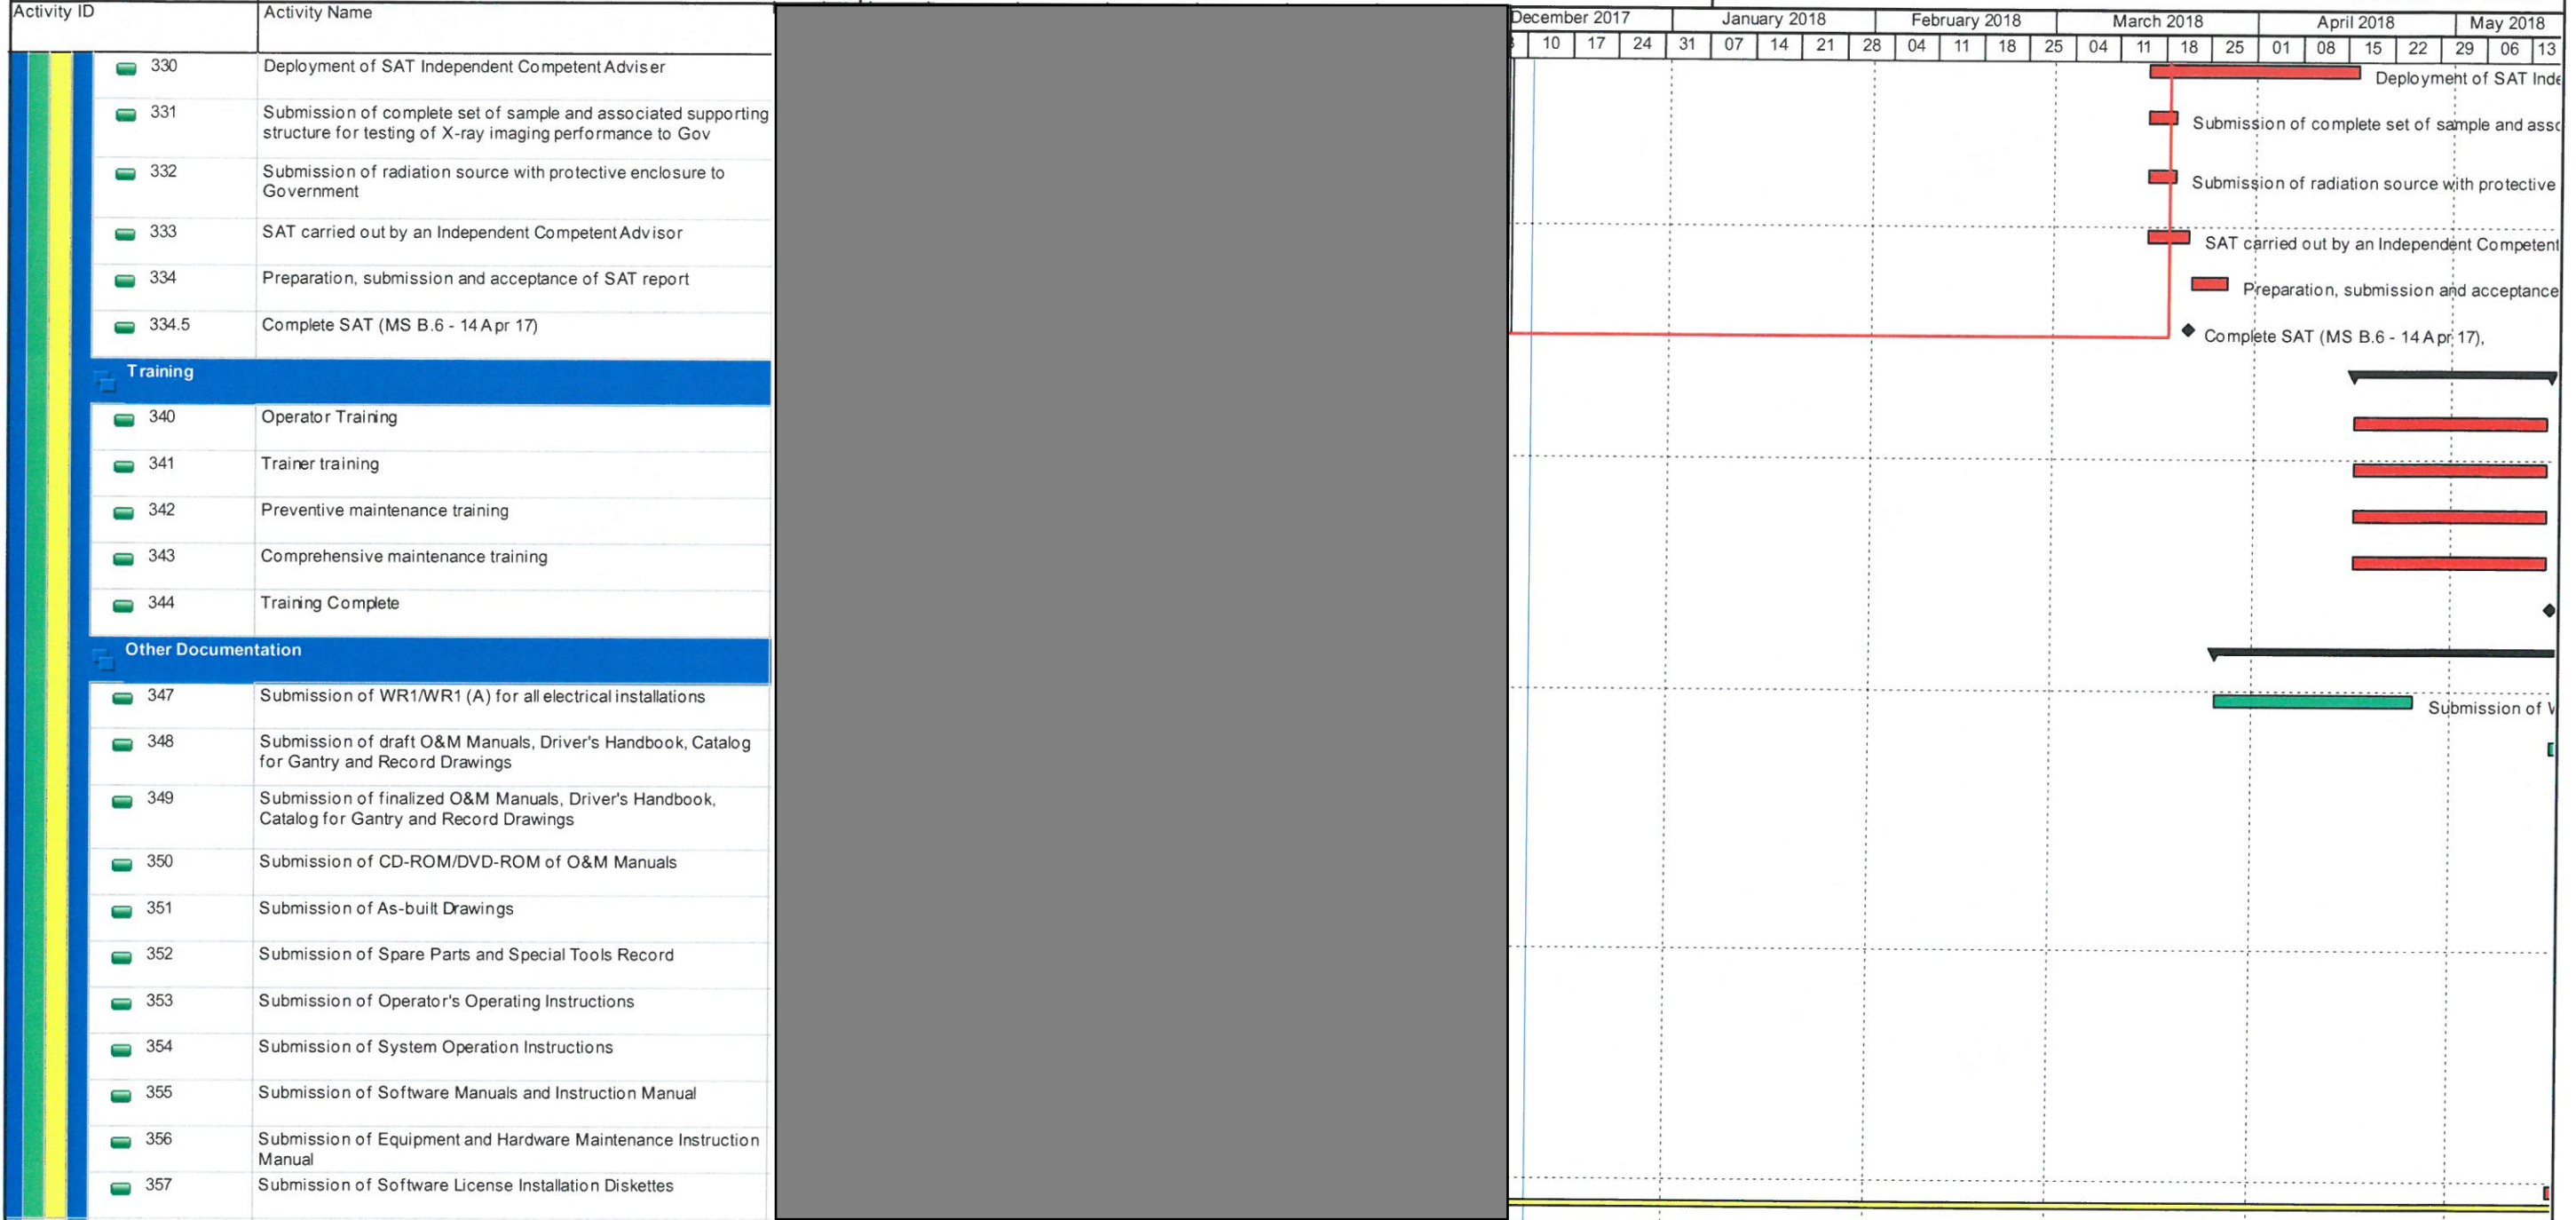 Activity ID
Activity Name
December 2017
January 2018
February 2018
March 2018
April 2018
May 2018
10 17 24 31 07 14 21 28 04 11 18 25 04 11 18 25 01 08 15 22 29 06 13
330
Deployment of SAT Independent Competent Adviser
Deployment of SAT Inde
331
Submission of complete set of sample and associated supporting
structure for testing of X-ray imaging performance to Gov
Submission of complete set of sample and asso
332
Submission of radiation source with protective enclosure to
Government
Submission of radiation source with protective
333
SAT carried out by an Independent Competent Advisor
SAT carried out by an Independent Competent
334
Preparation, submission and acceptance of SAT report
Preparation, submission and acceptance
334.5
Complete SAT (MS B.6 - 14 Apr 17)
Complete SAT (MS B.6 - 14 Apr 17),
Training
340
Operator Training
341
Trainer training
342
Preventive maintenance training
343
Comprehensive maintenance training
344
Training Complete
Other Documentation
347
Submission of WR1/WR1 (A) for all electrical installations
Submission of W
348
Submission of draft O&M Manuals, Driver's Handbook, Catalog
for Gantry and Record Drawings
349
Submission of finalized O&M Manuals, Driver's Handbook,
Catalog for Gantry and Record Drawings
350
Submission of CD-ROM/DVD-ROM of O&M Manuals
351
Submission of As-built Drawings
352
Submission of Spare Parts and Special Tools Record
353
Submission of Operator's Operating Instructions
354
Submission of System Operation Instructions
355
Submission of Software Manuals and Instruction Manual
356
Submission of Equipment and Hardware Maintenance Instruction
Manual
357
Submission of Software License Installation Diskettes